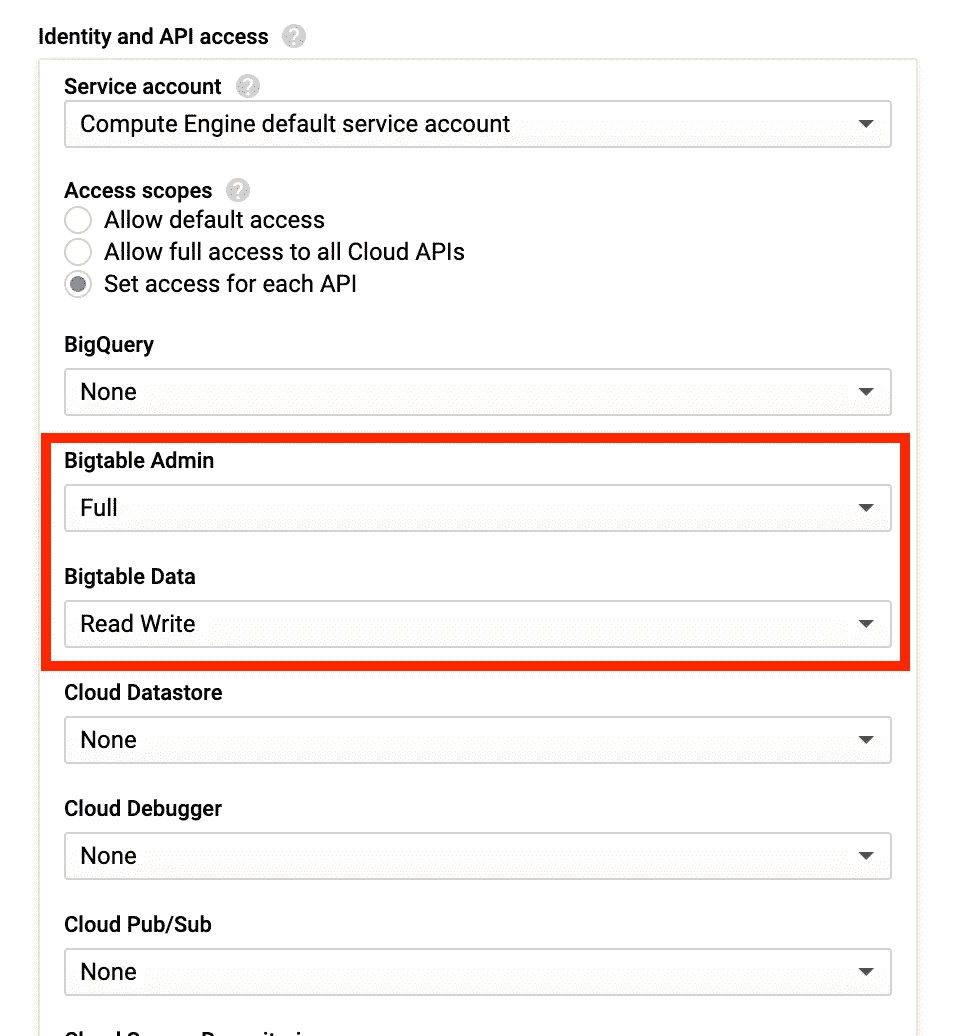 Identity and API access ?
Service account ?
Compute Engine default service account
Access scopes ?
Allow default access
Allow full access to all Cloud APIs
Set access for each API
BigQuery
None
Bigtable Admin
Full
Bigtable Data
Read Write
Cloud Datastore
None
Cloud Debugger
None
Cloud Pub/Sub
None